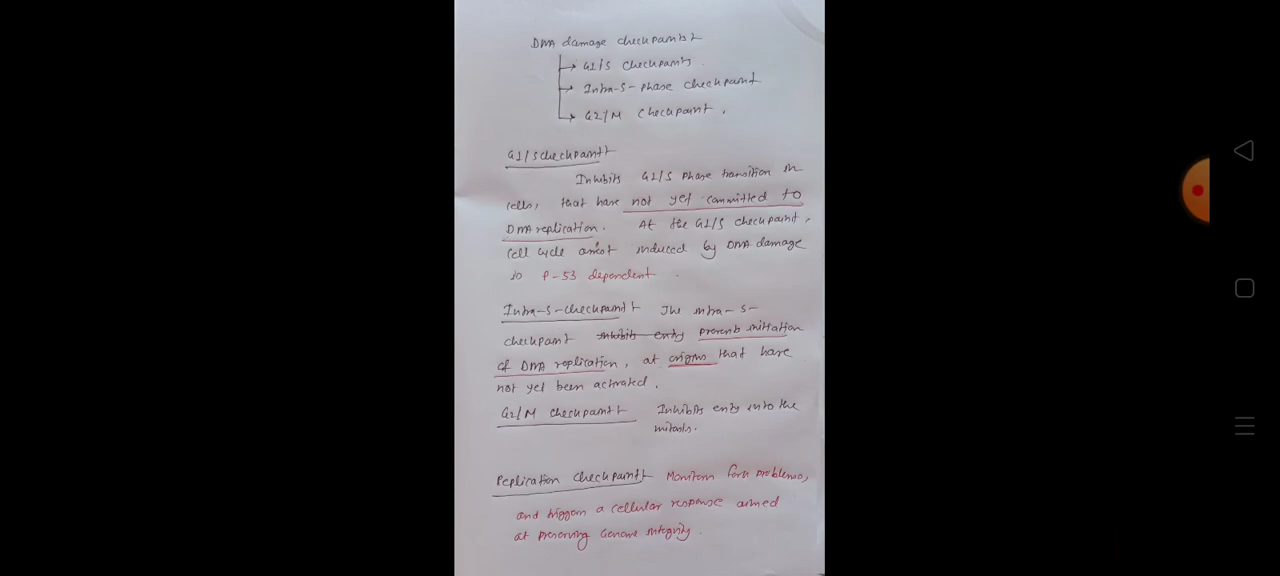 DNA damage checkpoint :-
→ G1/S checkpoints.
→ Intra-S-phase checkpoint
→ G2/M checkpoint.
G1/S checkpoint :-
Inhibits G1/S phase transition in
cells, that have not yet committed to
DNA replication. At the G1/S checkpoint,
cell cycle arrest induced by DNA damage
is P-53 dependent.
Intra-S-checkpoint :- The intra-S-
checkpoint inhibits entry prevents initiation
of DNA replication, at origins that have
not yet been activated.
G2/M checkpoint :- Inhibits entry into the
mitosis.
Replication checkpoint :- Monitors fork problems,
and triggers a cellular response aimed
at preserving Genome integrity.